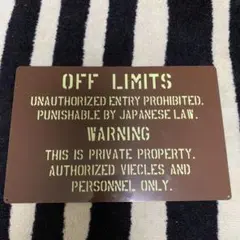 OFF LIMITS
UNAUTHORIZED ENTRY PROHIBITED.
PUNISHABLE BY JAPANESE LAW.
WARNING
THIS IS PRIVATE PROPERTY.
AUTHORIZED VIECLES AND
PERSONNEL ONLY.